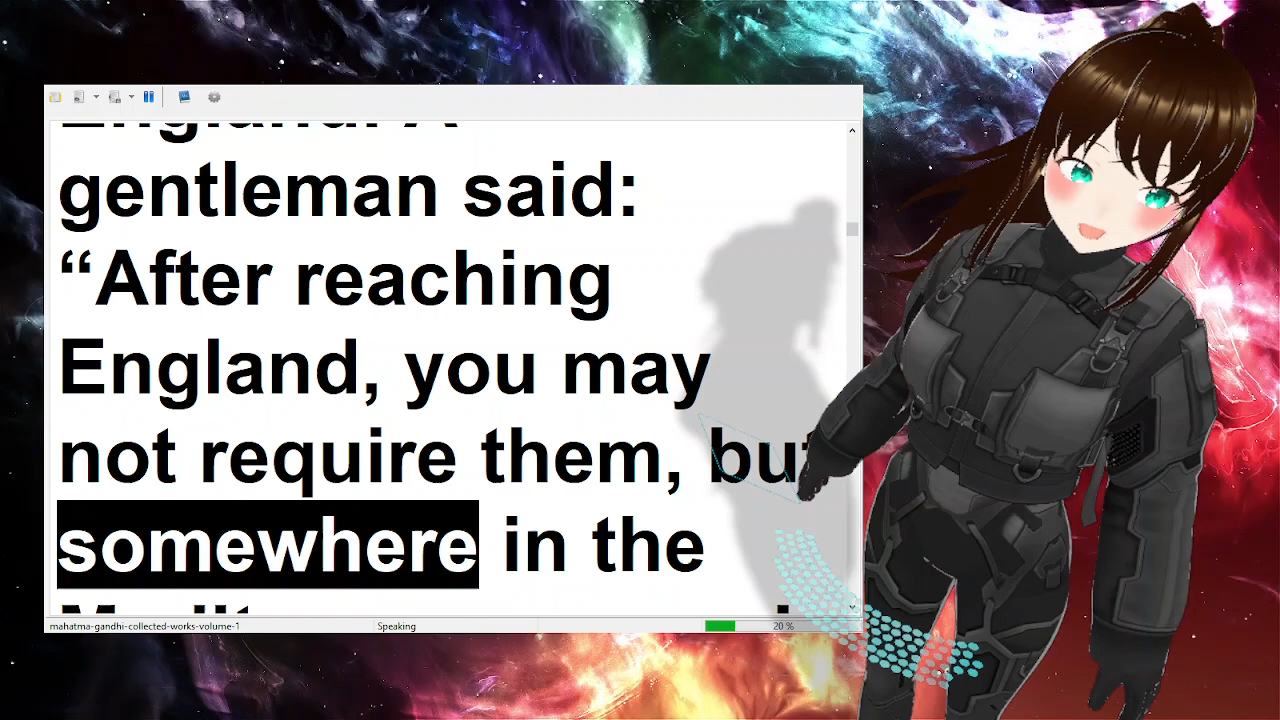 gentleman said:
“After reaching
England, you may
not require them, but
somewhere in the
mahatma-gandhi-collected-works-volume-1
Speaking
20 %